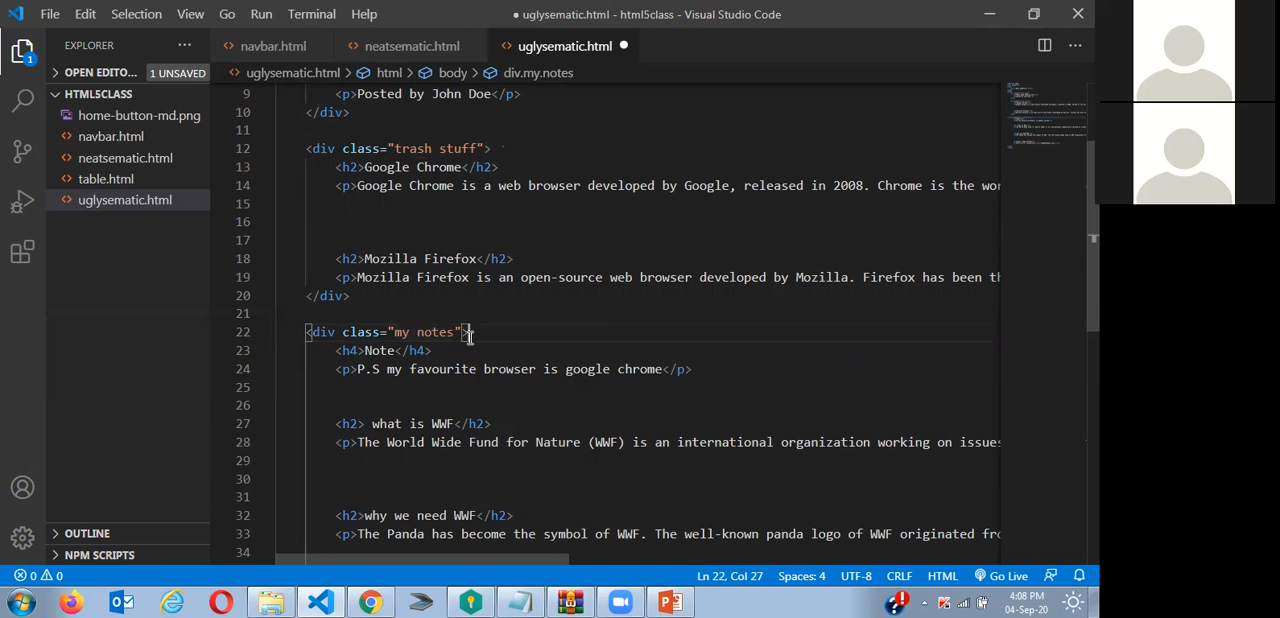 File Edit Selection View Go Run Terminal Help
● uglysematic.html - html5class - Visual Studio Code
EXPLORER
navbar.html
neatsematic.html
uglysematic.html
OPEN EDITO... 1 UNSAVED
uglysematic.html > html > body > div.my.notes
HTML5CLASS
home-button-md.png
navbar.html
neatsematic.html
table.html
uglysematic.html
OUTLINE
NPM SCRIPTS
1
9 <p>Posted by John Doe</p>
10 </div>
11
12 <div class="trash stuff">
13 <h2>Google Chrome</h2>
14 <p>Google Chrome is a web browser developed by Google, released in 2008. Chrome is the wor
15
16
17
18 <h2>Mozilla Firefox</h2>
19 <p>Mozilla Firefox is an open-source web browser developed by Mozilla. Firefox has been th
20 </div>
21
22 <div class="my notes">
23 <h4>Note</h4>
24 <p>P.S my favourite browser is google chrome</p>
25
26
27 <h2> what is WWF</h2>
28 <p>The World Wide Fund for Nature (WWF) is an international organization working on issues
29
30
31
32 <h2>why we need WWF</h2>
33 <p>The Panda has become the symbol of WWF. The well-known panda logo of WWF originated fro
34
0 0 Ln 22, Col 27 Spaces: 4 UTF-8 CRLF HTML Go Live
4:08 PM
04-Sep-20